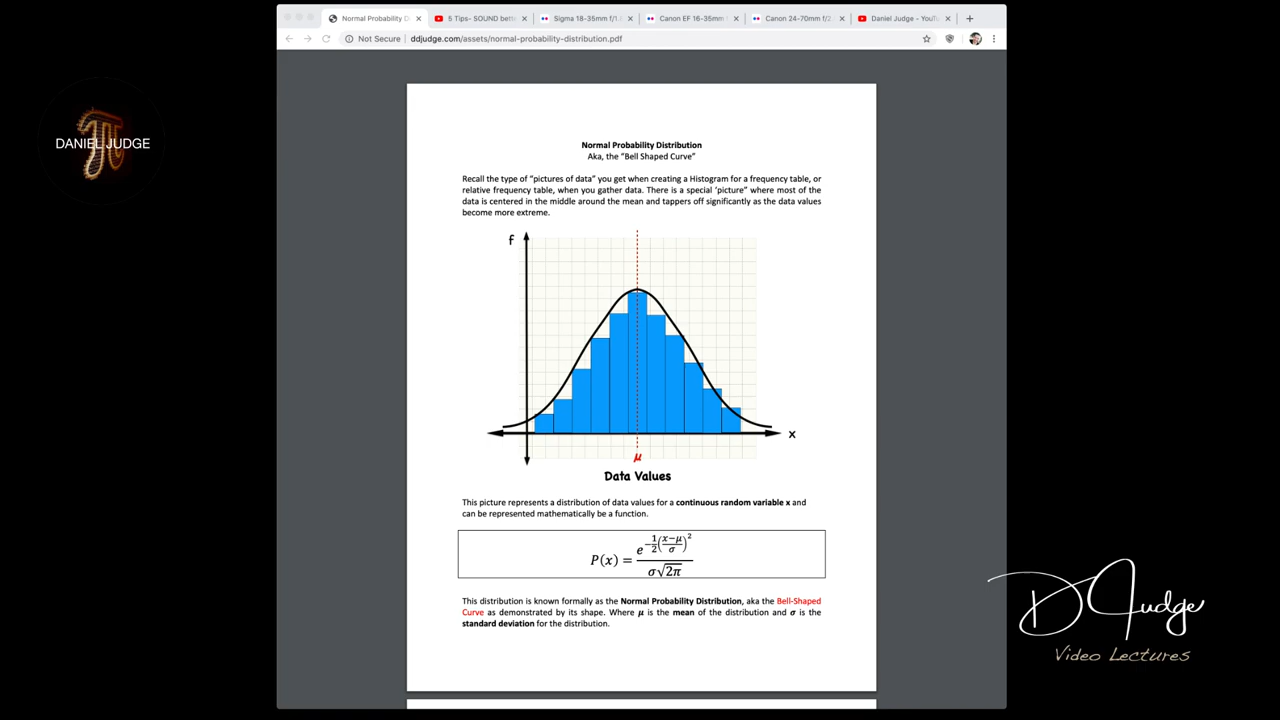 Normal Probability D
5 Tips- SOUND bett
Sigma 18-35mm f/1.
Canon EF 16-35mm
Canon 24-70mm f/2.
Daniel Judge - YouTu
Not Secure
ddjudge.com/assets/normal-probability-distribution.pdf
DANIEL JUDGE
Normal Probability Distribution
Aka, the “Bell Shaped Curve”
Recall the type of “pictures of data” you get when creating a Histogram for a frequency table, or
relative frequency table, when you gather data. There is a special ‘picture” where most of the
data is centered in the middle around the mean and tappers off significantly as the data values
become more extreme.
f
x
μ
Data Values
This picture represents a distribution of data values for a continuous random variable x and
can be represented mathematically be a function.
P(x) = e^{-\frac{1}{2}(\frac{x-μ}{σ})^2} / σ√2π
This distribution is known formally as the Normal Probability Distribution, aka the Bell-Shaped
Curve as demonstrated by its shape. Where μ is the mean of the distribution and σ is the
standard deviation for the distribution.
D Judge
Video Lectures